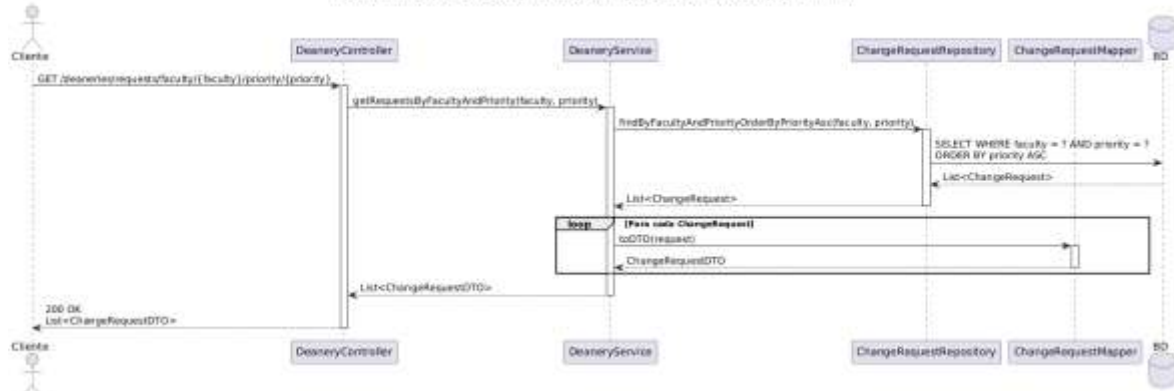 Cliente
DeaneryController
DeaneryService
ChangeRequestRepository
ChangeRequestMapper
BD
GET /deaneries/requests/faculty/{faculty}/priority/{priority}
getRequestsByFacultyAndPriority(faculty, priority)
findByFacultyAndPriorityOrderByPriorityAsc(faculty, priority)
SELECT WHERE faculty = ? AND priority = ?
ORDER BY priority ASC
List<ChangeRequest>
List<ChangeRequest>
loop [Para cada ChangeRequest]
toDTO(request)
ChangeRequestDTO
List<ChangeRequestDTO>
200 OK
List<ChangeRequestDTO>
Cliente
DeaneryController
DeaneryService
ChangeRequestRepository
ChangeRequestMapper
BD